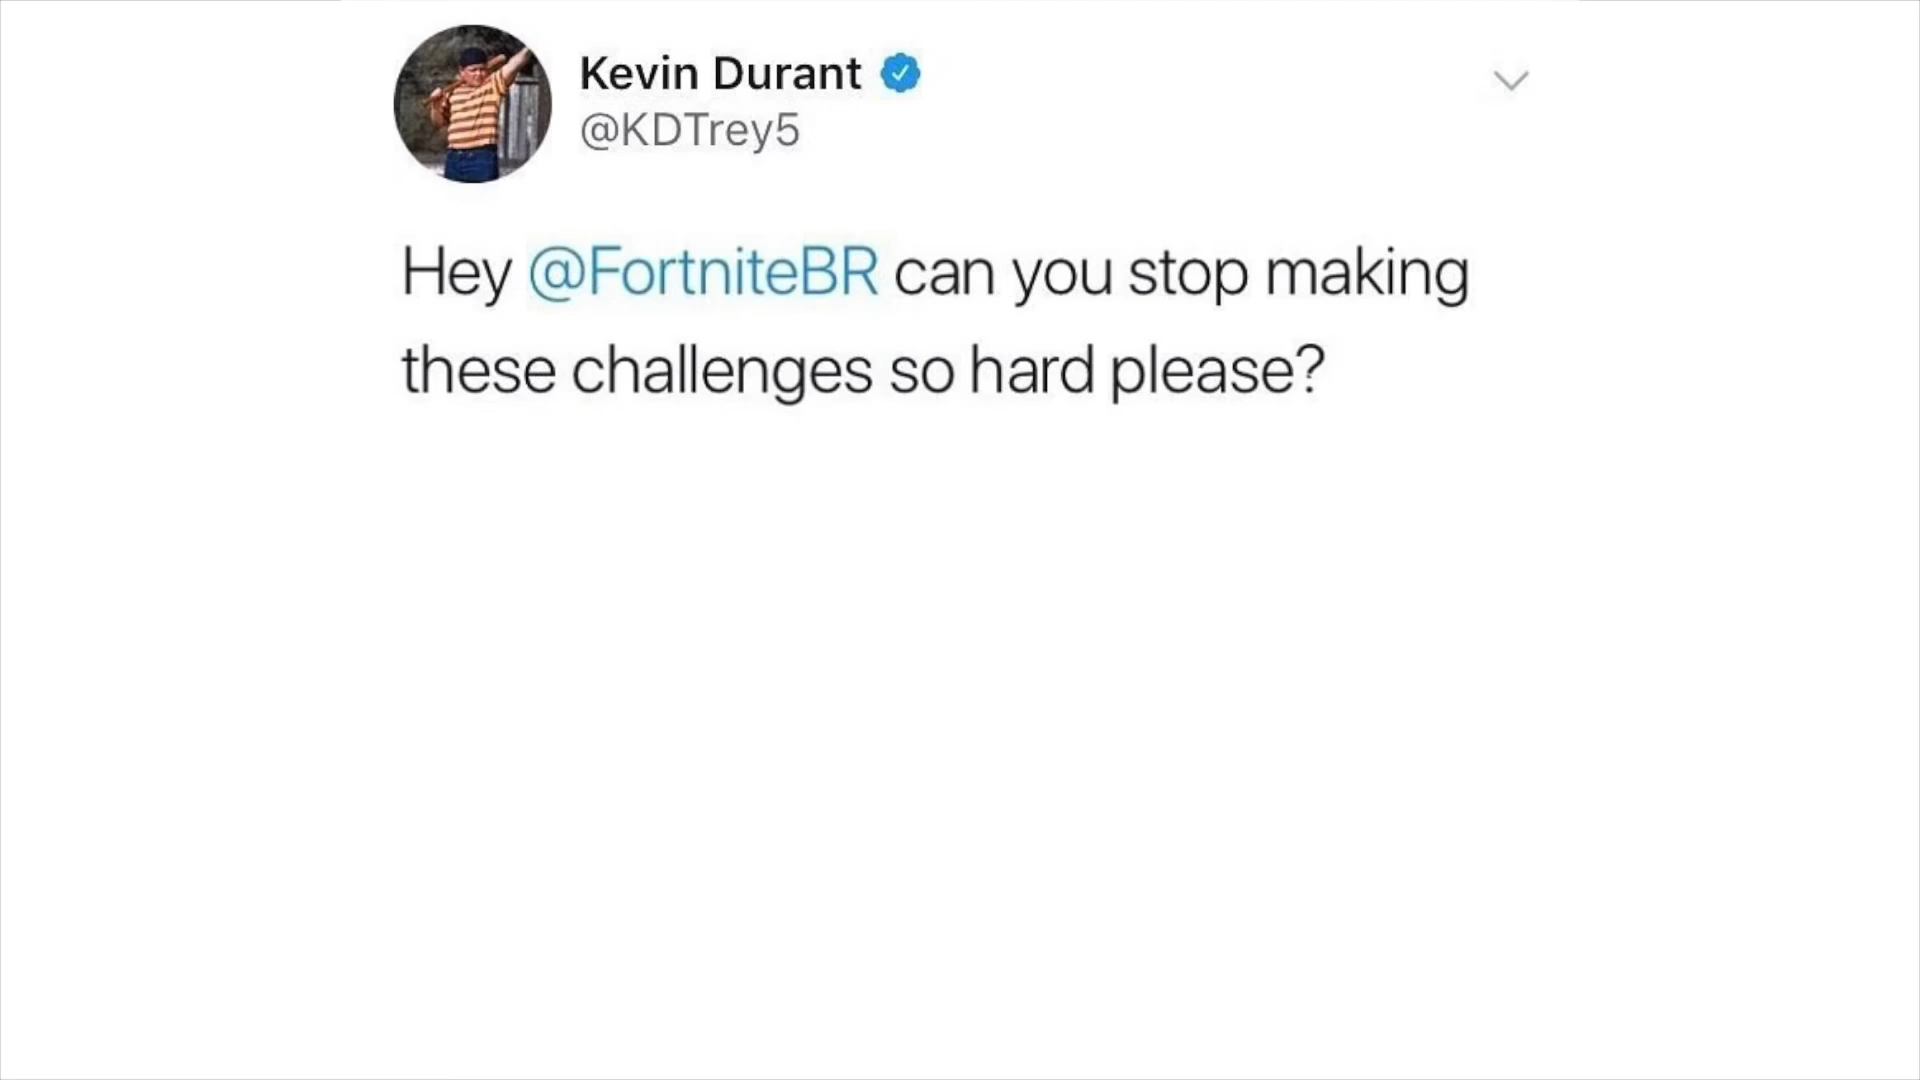 Kevin Durant
@KDTrey5
Hey @FortniteBR can you stop making
these challenges so hard please?